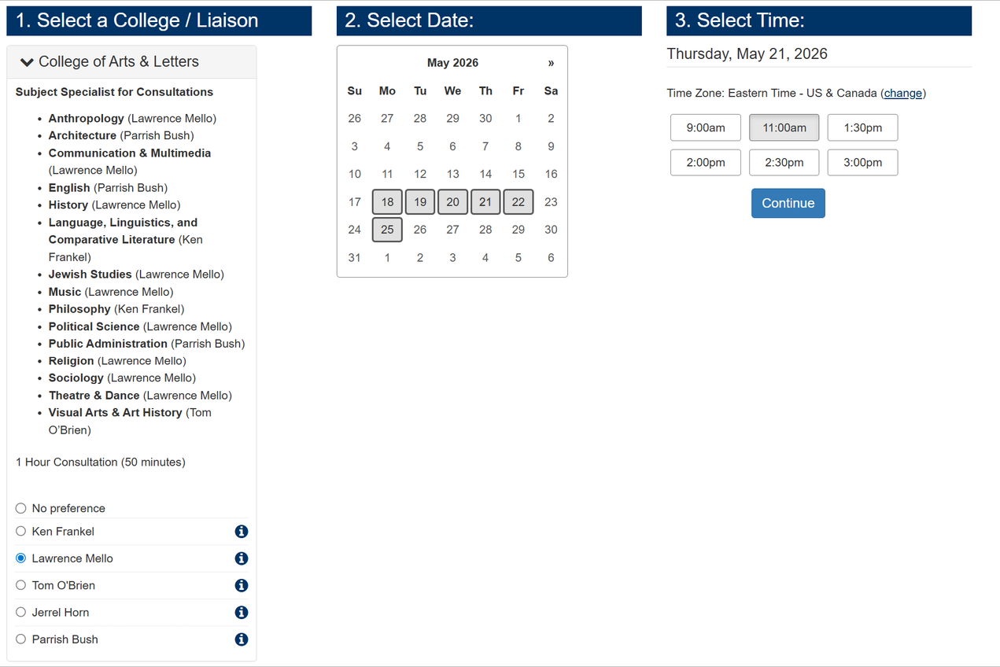 1. Select a College / Liaison
College of Arts & Letters
Subject Specialist for Consultations
Anthropology (Lawrence Mello)
Architecture (Parrish Bush)
Communication & Multimedia
(Lawrence Mello)
English (Parrish Bush)
History (Lawrence Mello)
Language, Linguistics, and
Comparative Literature (Ken
Frankel)
Jewish Studies (Lawrence Mello)
Music (Lawrence Mello)
Philosophy (Ken Frankel)
Political Science (Lawrence Mello)
Public Administration (Parrish Bush)
Religion (Lawrence Mello)
Sociology (Lawrence Mello)
Theatre & Dance (Lawrence Mello)
Visual Arts & Art History (Tom
O’Brien)
1 Hour Consultation (50 minutes)
No preference
Ken Frankel
Lawrence Mello
Tom O'Brien
Jerrel Horn
Parrish Bush
2. Select Date:
May 2026 »
Su Mo Tu We Th Fr Sa
26 27 28 29 30 1 2
3 4 5 6 7 8 9
10 11 12 13 14 15 16
17 18 19 20 21 22 23
24 25 26 27 28 29 30
31 1 2 3 4 5 6
3. Select Time:
Thursday, May 21, 2026
Time Zone: Eastern Time - US & Canada (change)
9:00am 11:00am 1:30pm
2:00pm 2:30pm 3:00pm
Continue